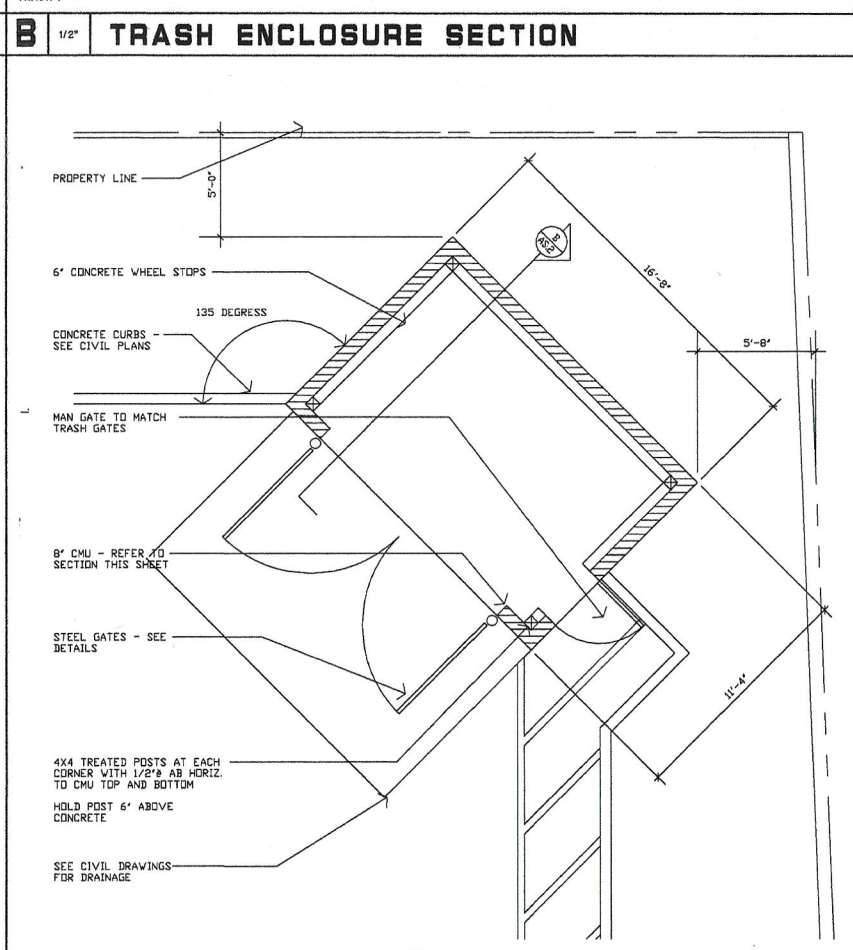 B 1/2" TRASH ENCLOSURE SECTION
PROPERTY LINE
5'-0"
B
AS.2
6" CONCRETE WHEEL STOPS
16'-8"
135 DEGRESS
CONCRETE CURBS -
SEE CIVIL PLANS
5'-8"
MAN GATE TO MATCH
TRASH GATES
8" CMU - REFER TO
SECTION THIS SHEET
STEEL GATES - SEE
DETAILS
11'-4"
4X4 TREATED POSTS AT EACH
CORNER WITH 1/2"ø AB HORIZ.
TO CMU TOP AND BOTTOM
HOLD POST 6" ABOVE
CONCRETE
SEE CIVIL DRAWINGS
FOR DRAINAGE